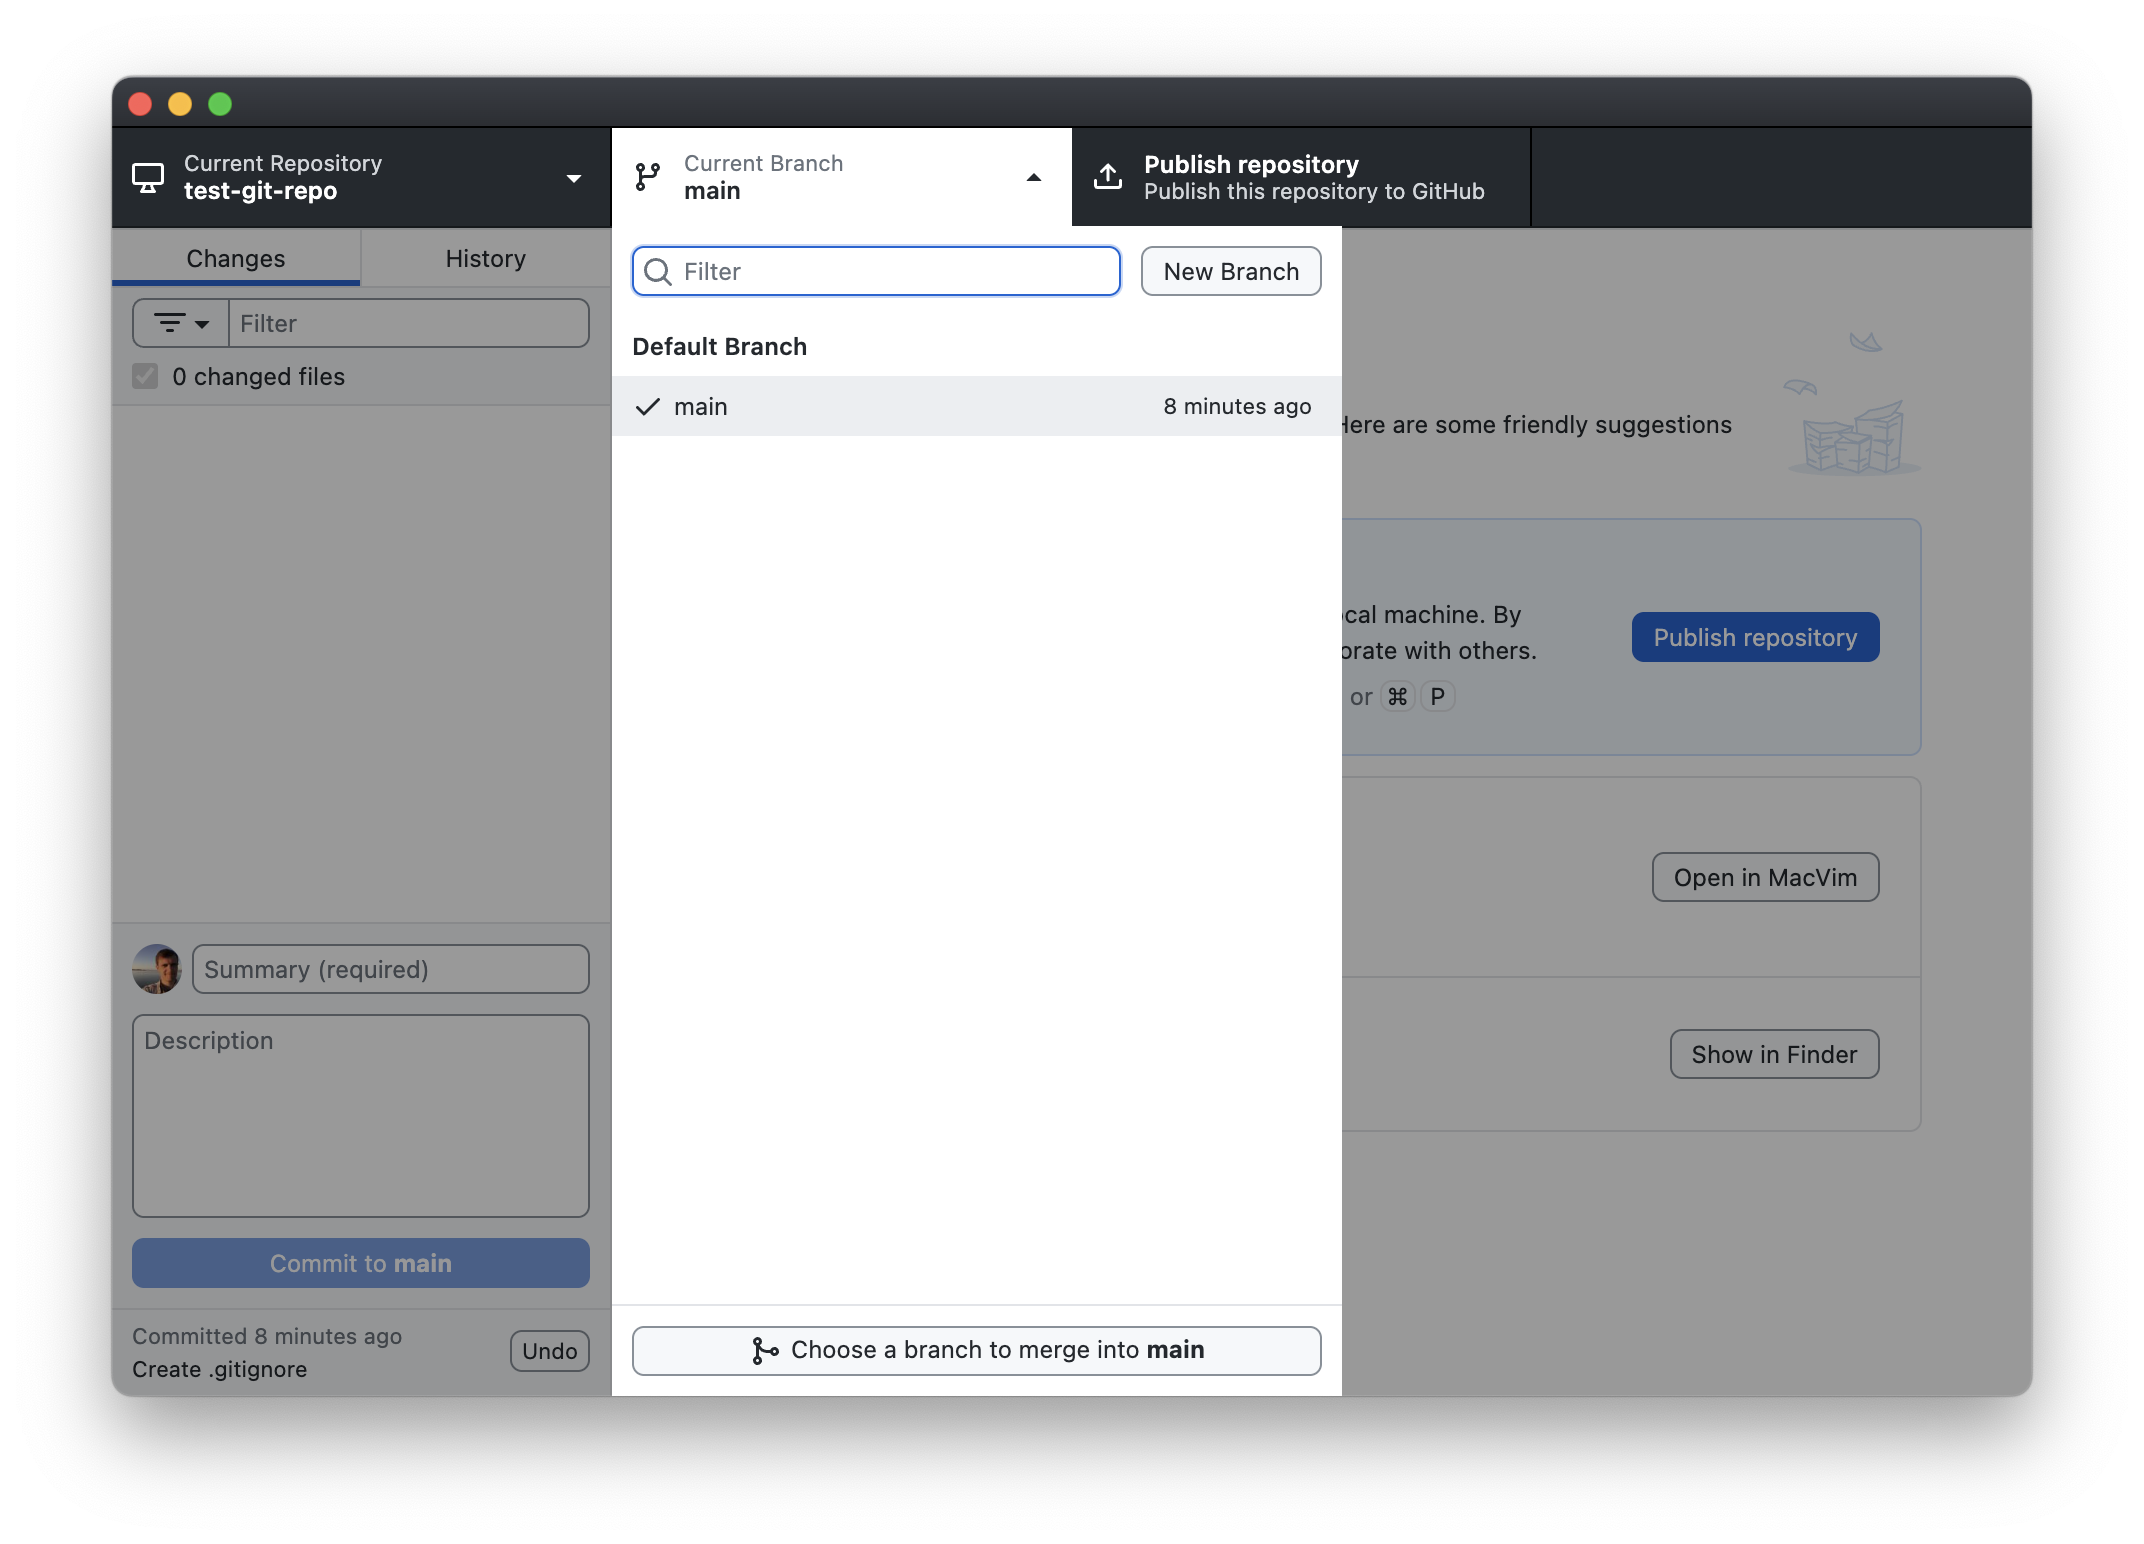 Current Repository
test-git-repo
Current Branch
main
Publish repository
Publish this repository to GitHub
Changes
History
Filter
0 changed files
Filter
New Branch
Default Branch
main
8 minutes ago
Here are some friendly suggestions
machine. By
with others.
or ⌘ P
Publish repository
Open in MacVim
Show in Finder
Summary (required)
Description
Commit to main
Committed 8 minutes ago
Create .gitignore
Undo
Choose a branch to merge into main